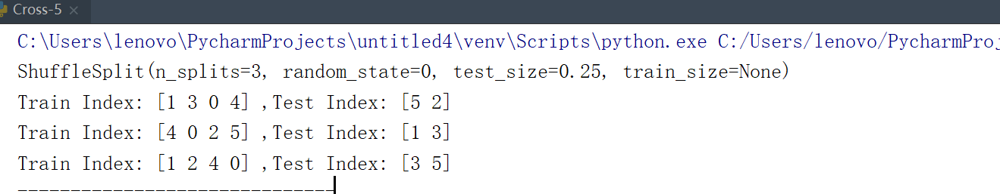 Cross-5 ×
C:\Users\lenovo\PycharmProjects\untitled4\venv\Scripts\python.exe C:/Users/lenovo/PycharmProj
ShuffleSplit(n_splits=3, random_state=0, test_size=0.25, train_size=None)
Train Index: [1 3 0 4] ,Test Index: [5 2]
Train Index: [4 0 2 5] ,Test Index: [1 3]
Train Index: [1 2 4 0] ,Test Index: [3 5]
------------------------------